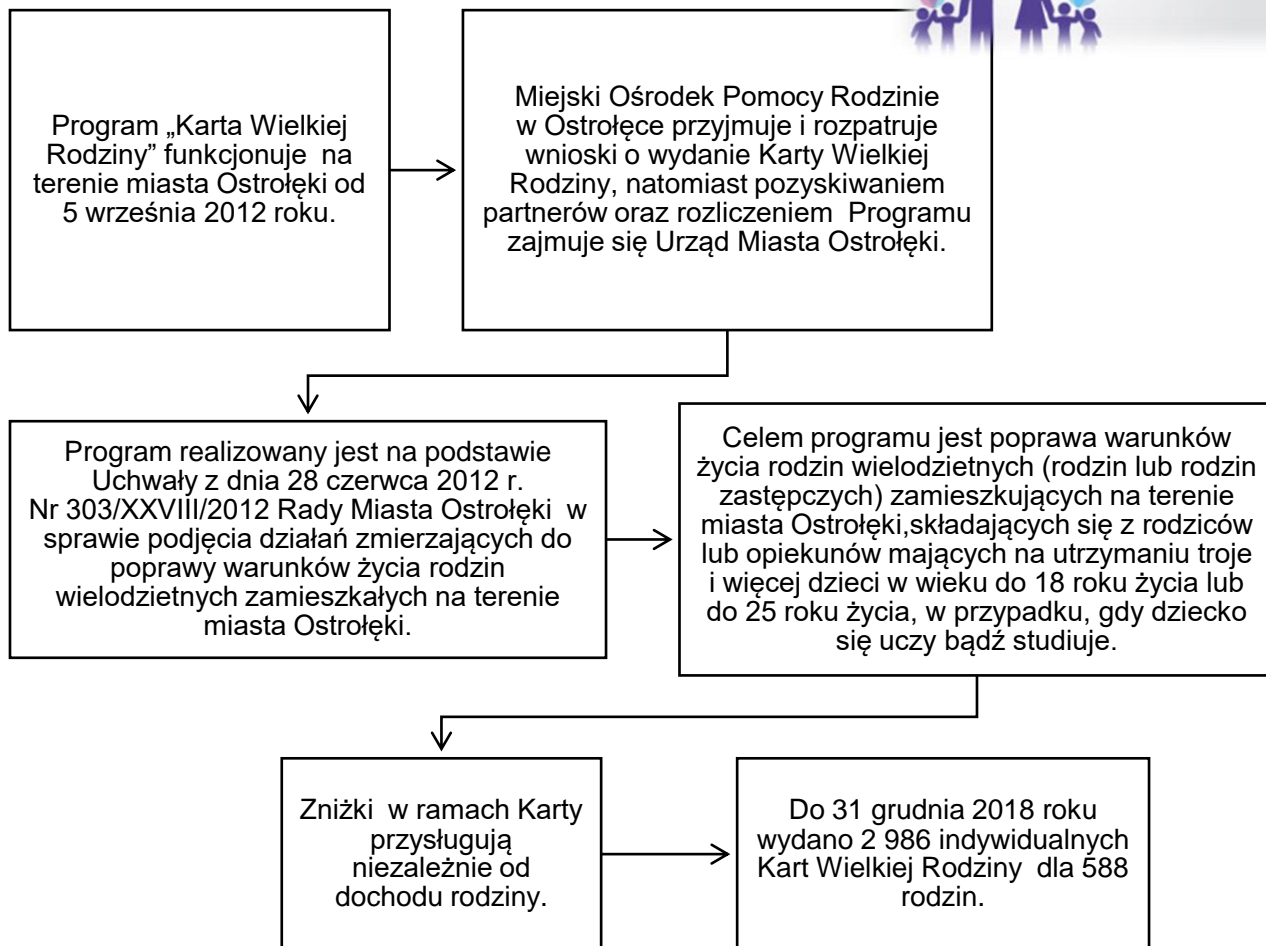 Program „Karta Wielkiej
Rodziny” funkcjonuje na
terenie miasta Ostrołęki od
5 września 2012 roku.
Miejski Ośrodek Pomocy Rodzinie
w Ostrołęce przyjmuje i rozpatruje
wnioski o wydanie Karty Wielkiej
Rodziny, natomiast pozyskiwaniem
partnerów oraz rozliczeniem Programu
zajmuje się Urząd Miasta Ostrołęki.
Program realizowany jest na podstawie
Uchwały z dnia 28 czerwca 2012 r.
Nr 303/XXVIII/2012 Rady Miasta Ostrołęki w
sprawie podjęcia działań zmierzających do
poprawy warunków życia rodzin
wielodzietnych zamieszkałych na terenie
miasta Ostrołęki.
Celem programu jest poprawa warunków
życia rodzin wielodzietnych (rodzin lub rodzin
zastępczych) zamieszkujących na terenie
miasta Ostrołęki,składających się z rodziców
lub opiekunów mających na utrzymaniu troje
i więcej dzieci w wieku do 18 roku życia lub
do 25 roku życia, w przypadku, gdy dziecko
się uczy bądź studiuje.
Zniżki w ramach Karty
przysługują
niezależnie od
dochodu rodziny.
Do 31 grudnia 2018 roku
wydano 2 986 indywidualnych
Kart Wielkiej Rodziny dla 588
rodzin.